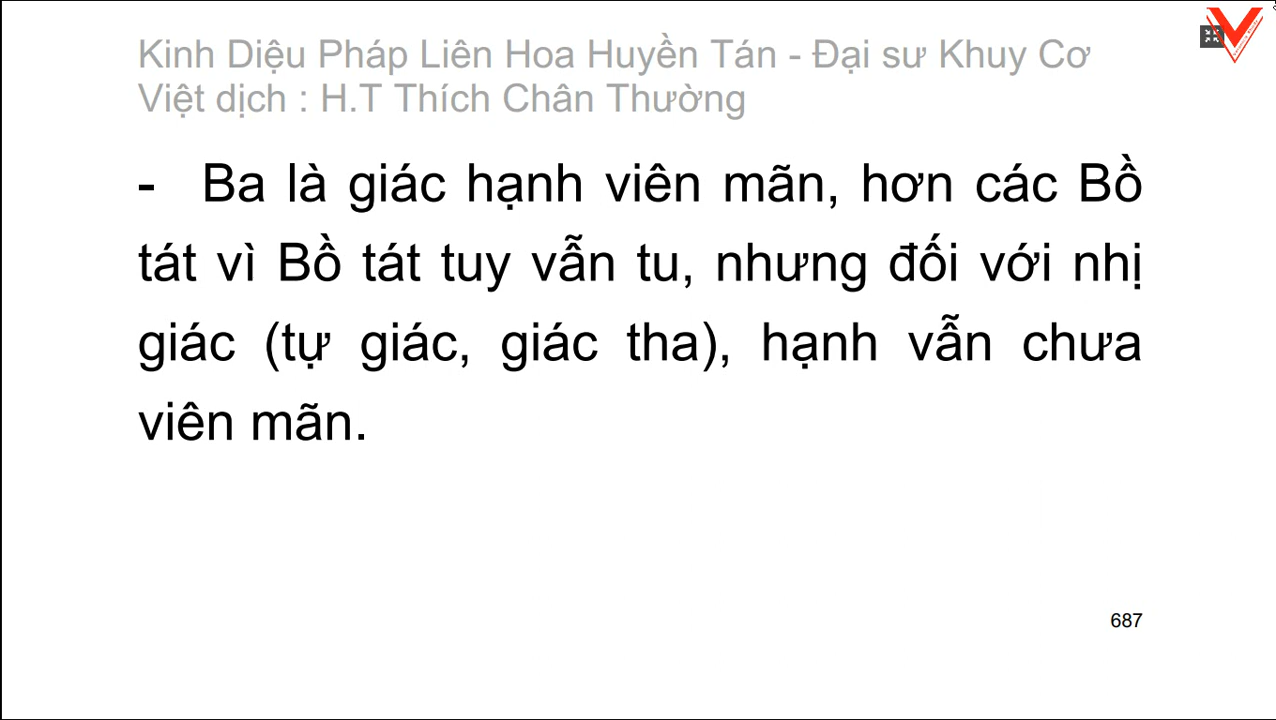 Kinh Diệu Pháp Liên Hoa Huyền Tán - Đại sư Khuy Cơ
Việt dịch : H.T Thích Chân Thường
- Ba là giác hạnh viên mãn, hơn các Bồ
tát vì Bồ tát tuy vẫn tu, nhưng đối với nhị
giác (tự giác, giác tha), hạnh vẫn chưa
viên mãn.
687